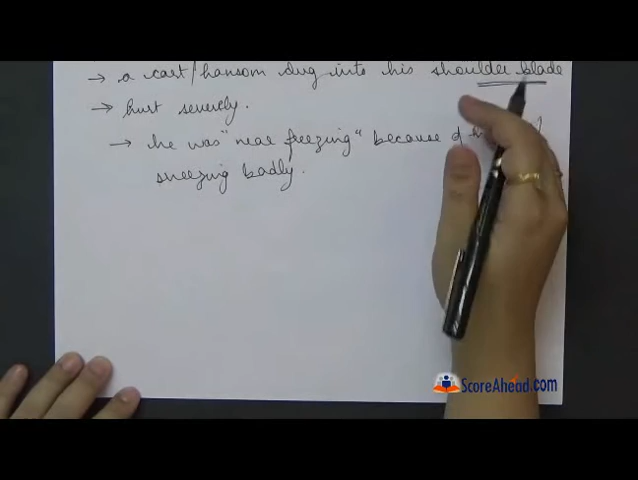 → a cart/hansom dug into his shoulder blade
→ hurt severely.
→ he was "near freezing" because of
sneezing badly.
ScoreAhead.com